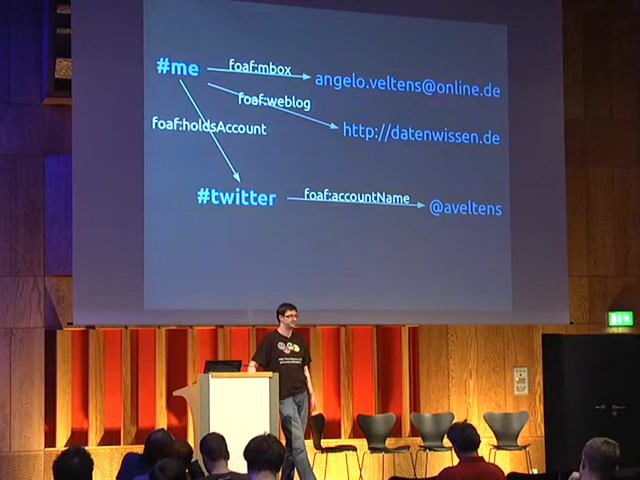 #me
foaf:mbox
angelo.veltens@online.de
foaf:weblog
http://datenwissen.de
foaf:holdsAccount
#twitter
foaf:accountName
@aveltens